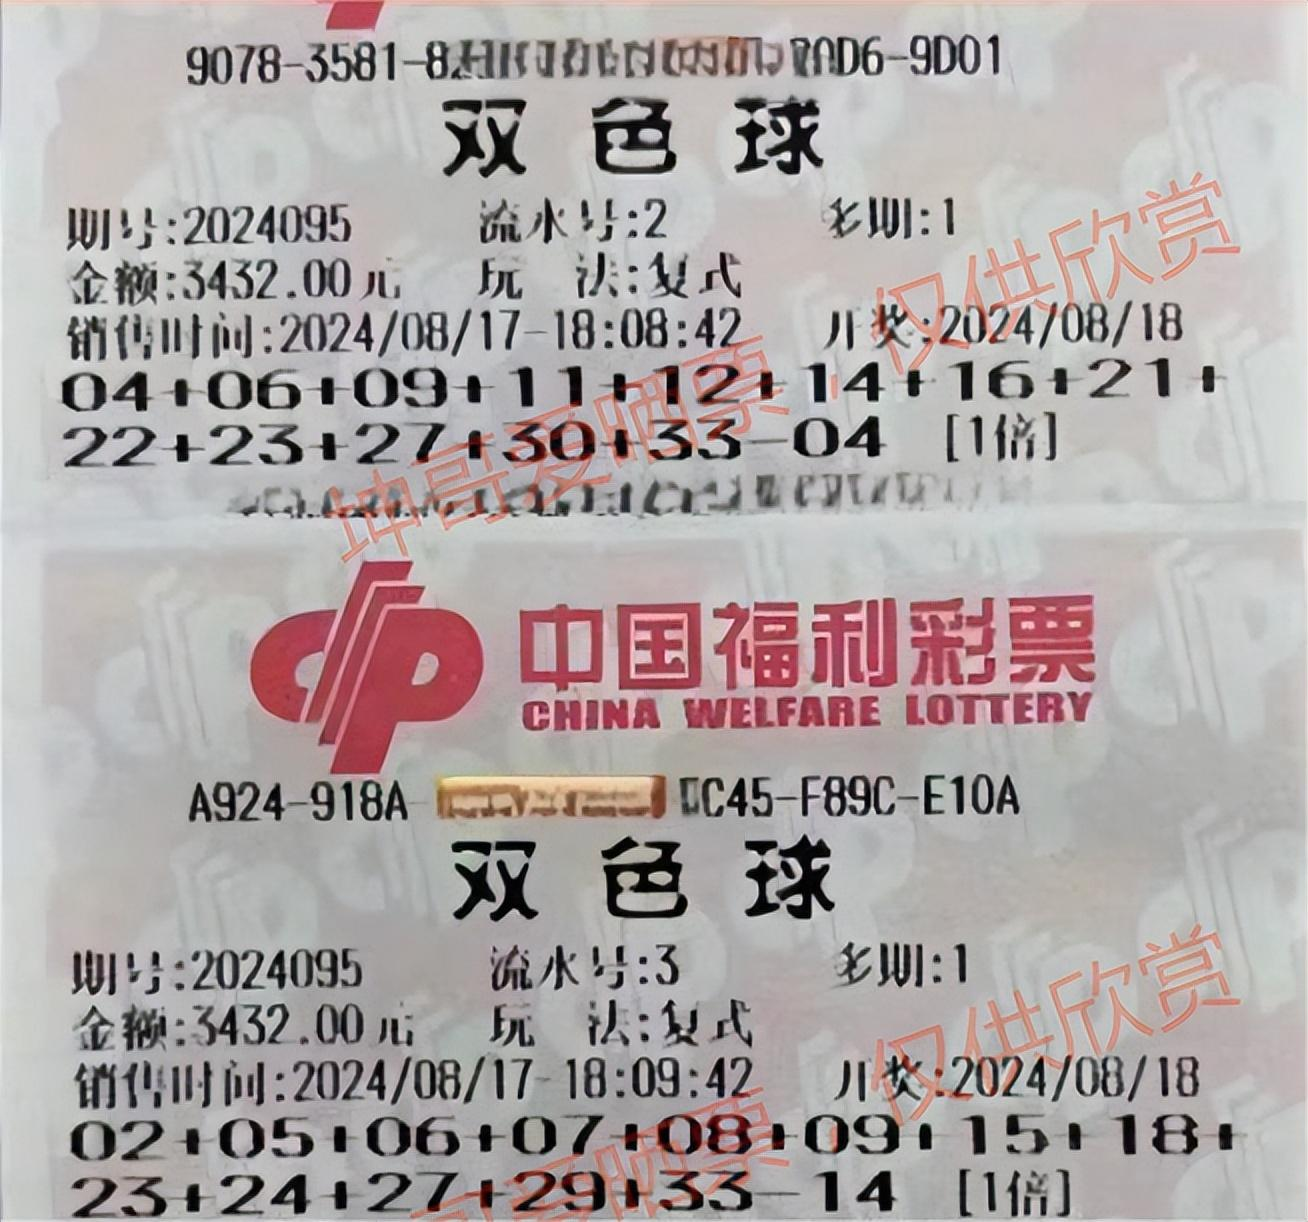 9078-3581-8 D6-9D01
双色球
期号:2024095 流水号:2 多期:1
金额:3432.00元 玩 法:复式
销售时间:2024/08/17-18:08:42 开奖:2024/08/18
04+06+09+11+12+14+16+21+
22+23+27+30+33-04 [1倍]
坤哥爱晒票,仅供欣赏
中国福利彩票
CHINA WELFARE LOTTERY
A924-918A C45-F89C-E10A
双色球
期号:2024095 流水号:3 多期:1
金额:3432.00元 玩 法:复式
销售时间:2024/08/17-18:09:42 开奖:2024/08/18
02+05+06+07+08+09+15+18+
23+24+27+29+33-14 [1倍]
坤哥爱晒票,仅供欣赏